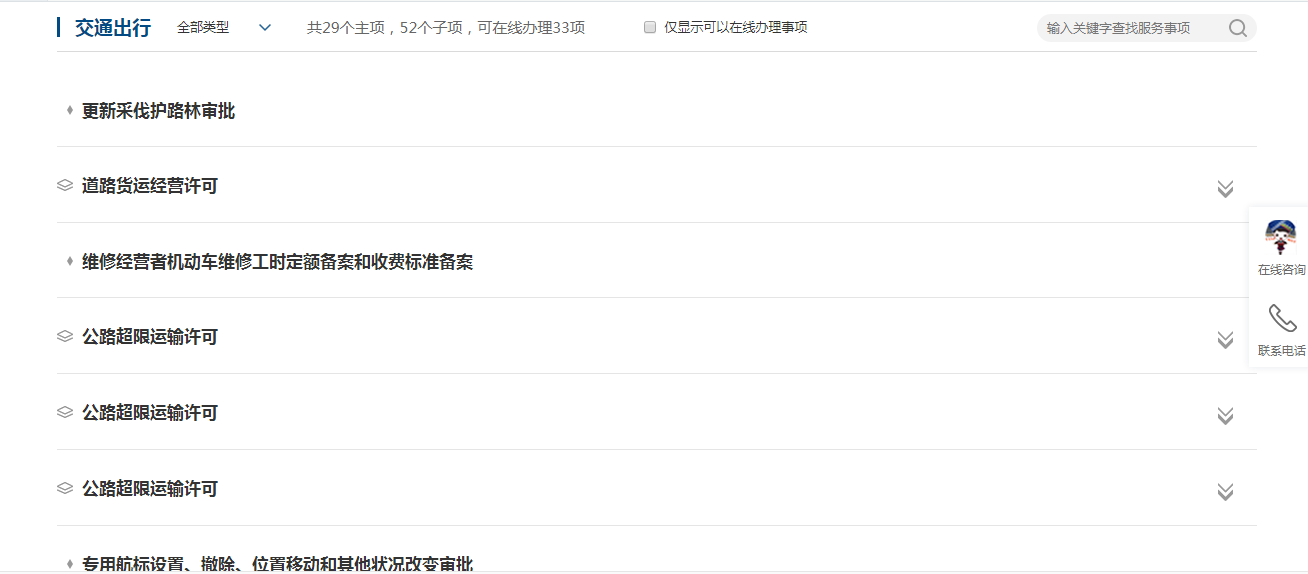 交通出行 全部类型 共29个主项，52个子项，可在线办理33项 仅显示可以在线办理事项 输入关键字查找服务事项
更新采伐护路林审批
道路货运经营许可
维修经营者机动车维修工时定额备案和收费标准备案
在线咨询
公路超限运输许可
联系电话
公路超限运输许可
公路超限运输许可
专用航标设置、撤除、位置移动和其他状况改变审批